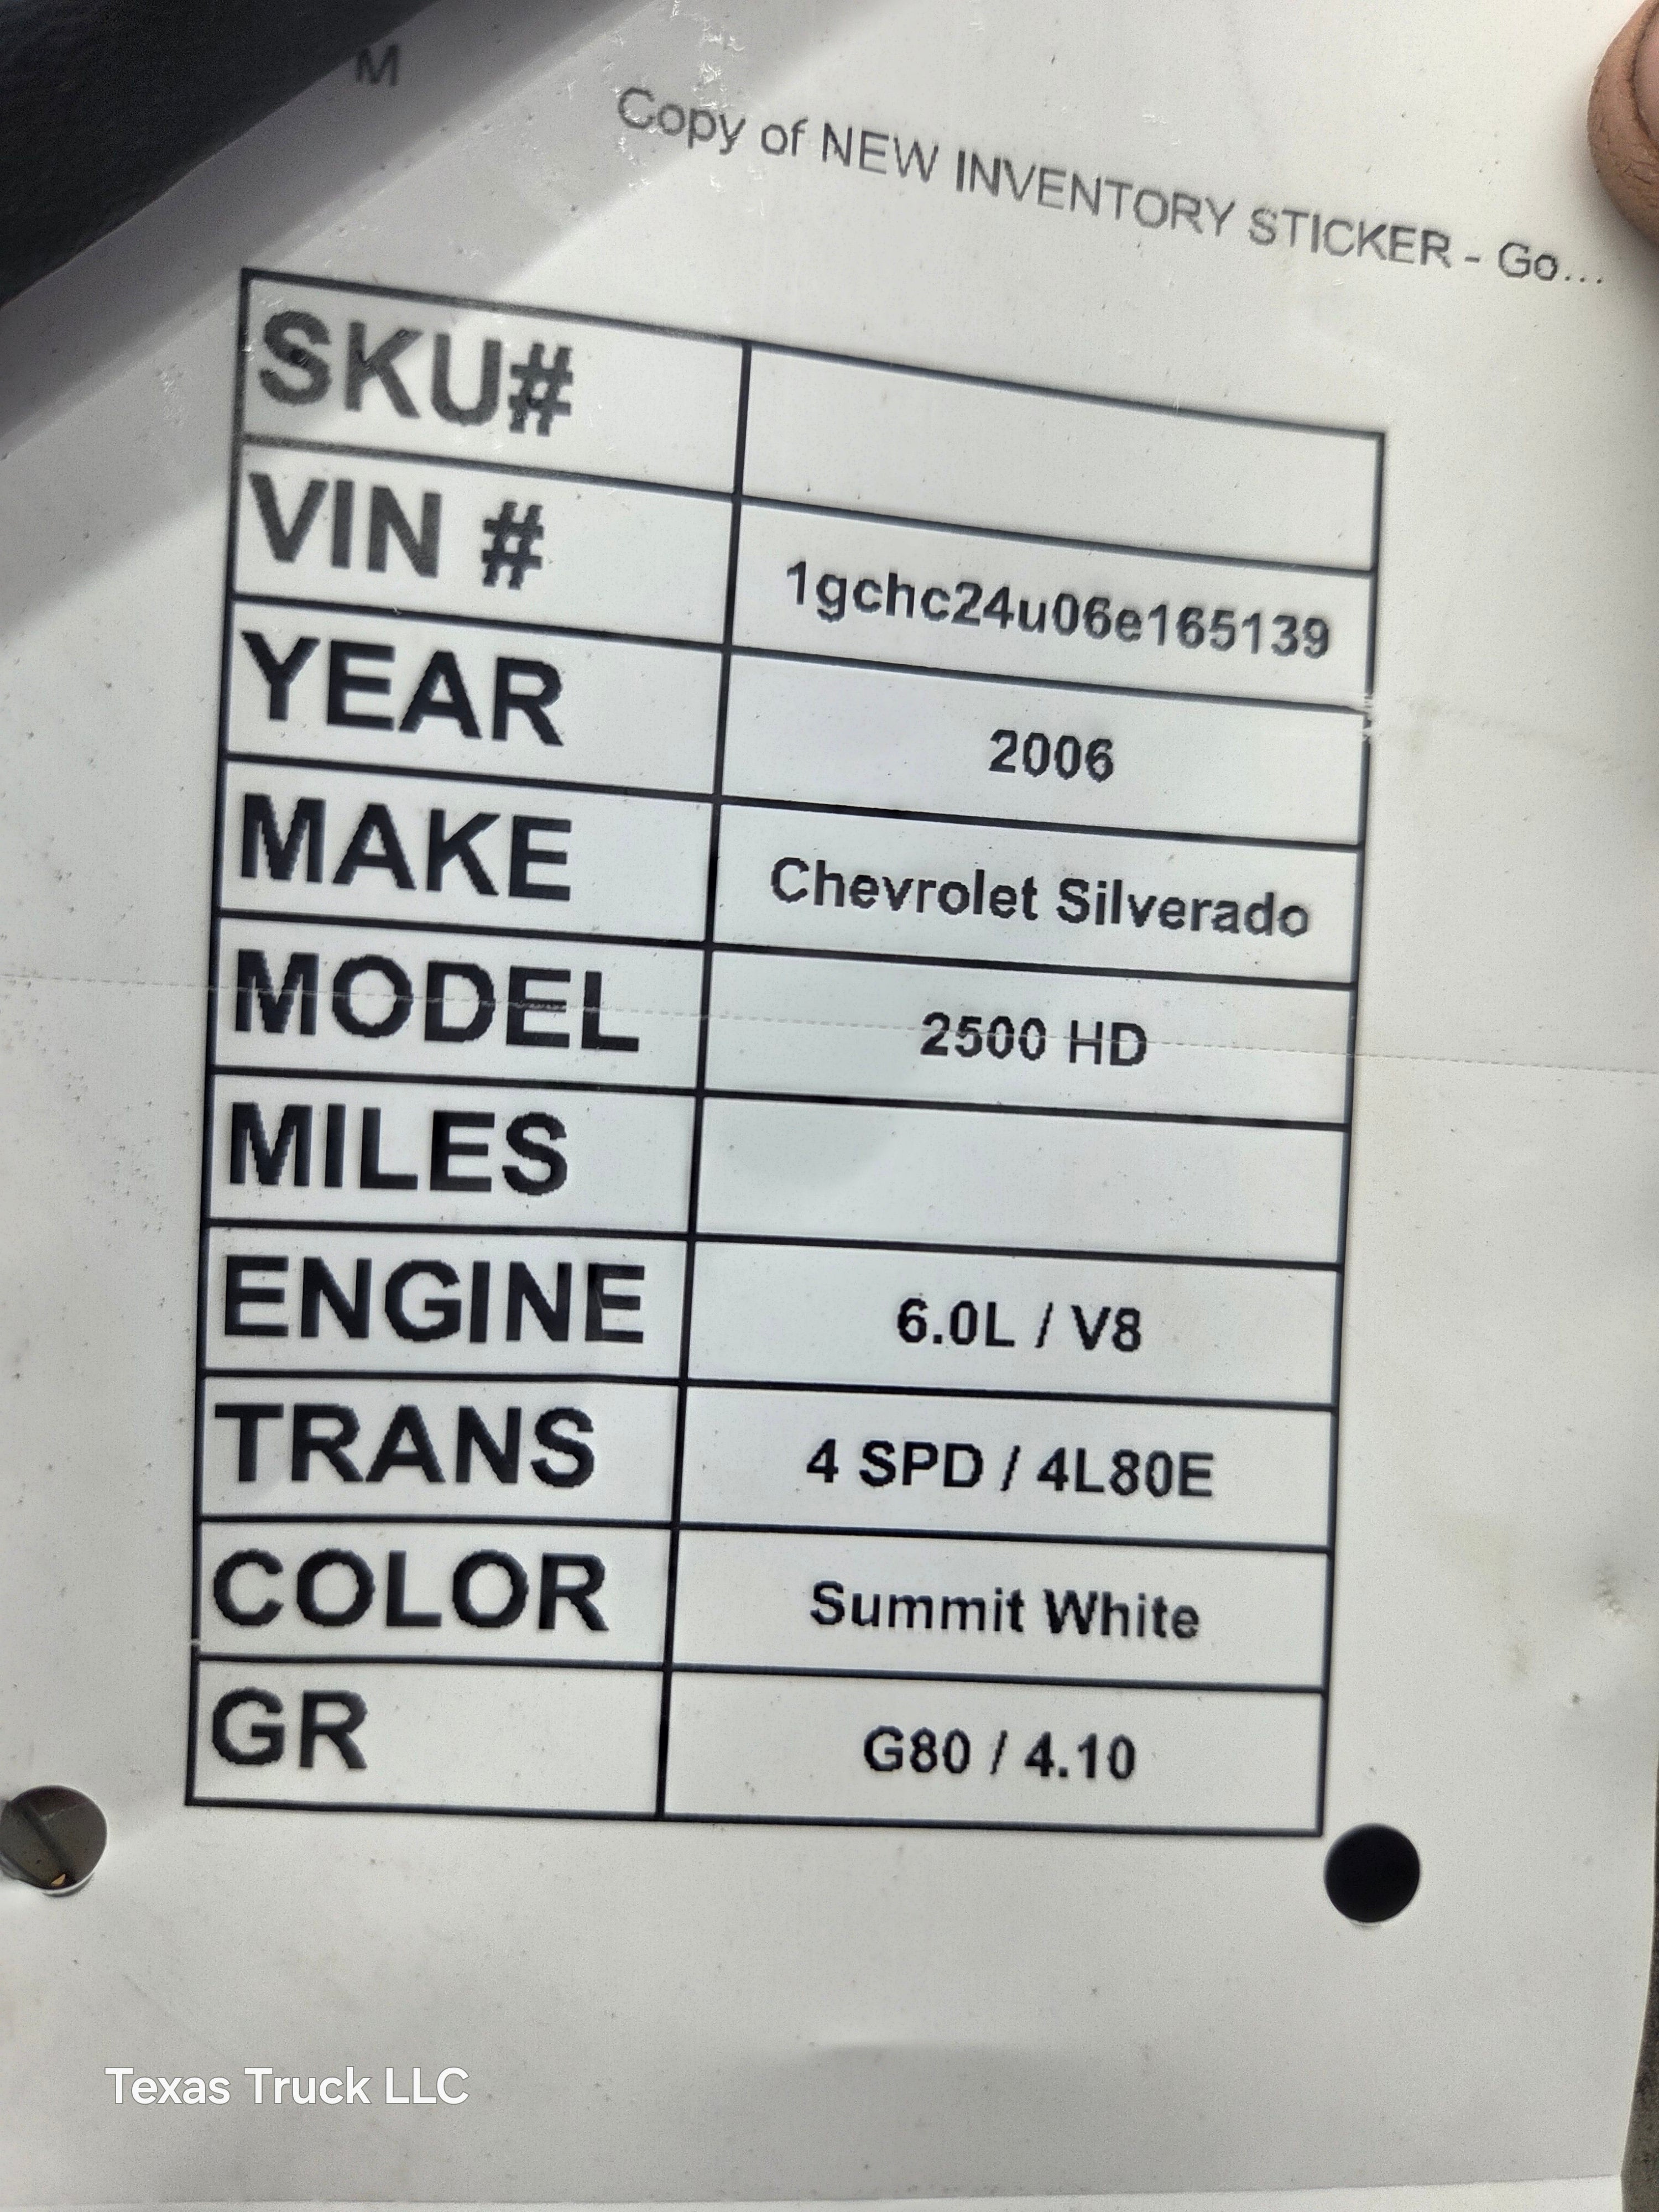 M
Copy of NEW INVENTORY STICKER - Go...
SKU#
VIN # 1gchc24u06e165139
YEAR 2006
MAKE Chevrolet Silverado
MODEL 2500 HD
MILES
ENGINE 6.0L / V8
TRANS 4 SPD / 4L80E
COLOR Summit White
GR G80 / 4.10
Texas Truck LLC